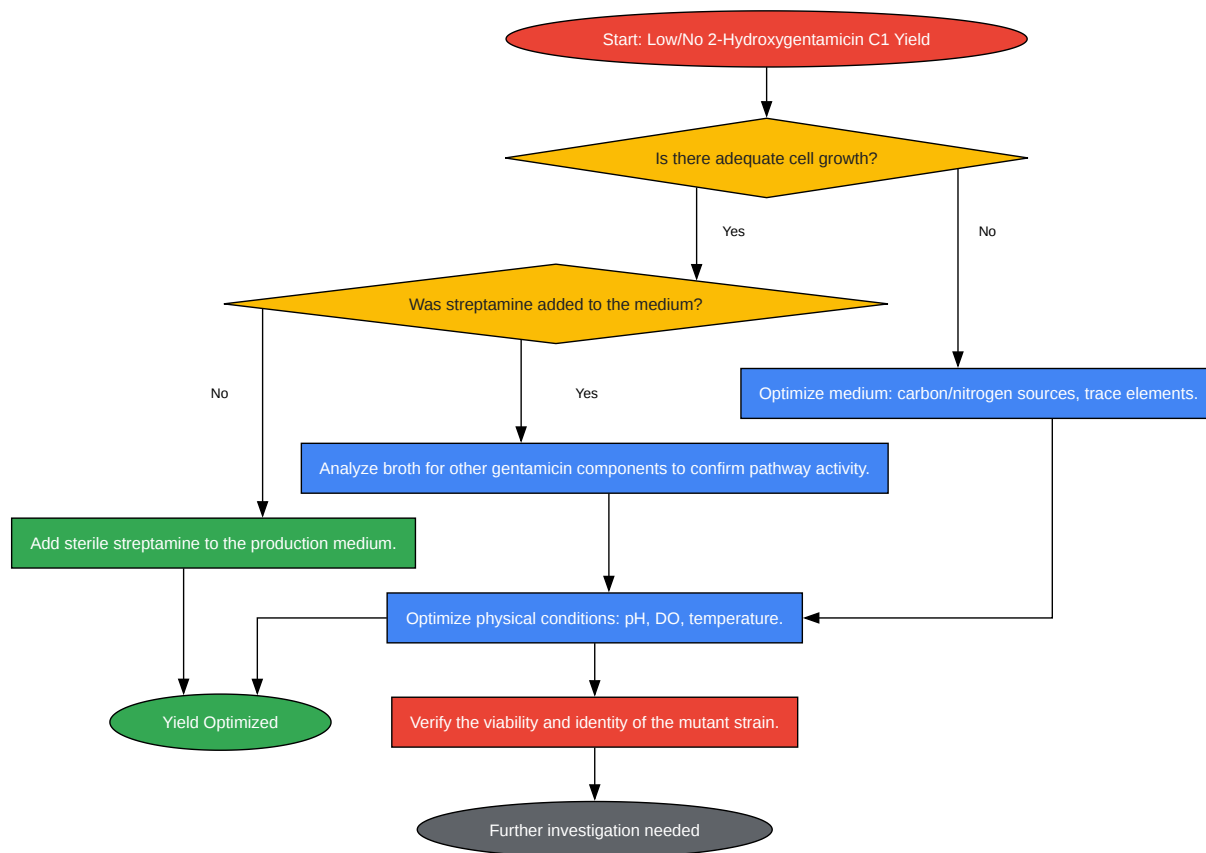 Start: Low/No 2-Hydroxygentamicin C1 Yield
Is there adequate cell growth?
Yes
No
Was streptamine added to the medium?
No
Yes
Optimize medium: carbon/nitrogen sources, trace elements.
Analyze broth for other gentamicin components to confirm pathway activity.
Add sterile streptamine to the production medium.
Optimize physical conditions: pH, DO, temperature.
Yield Optimized
Verify the viability and identity of the mutant strain.
Further investigation needed